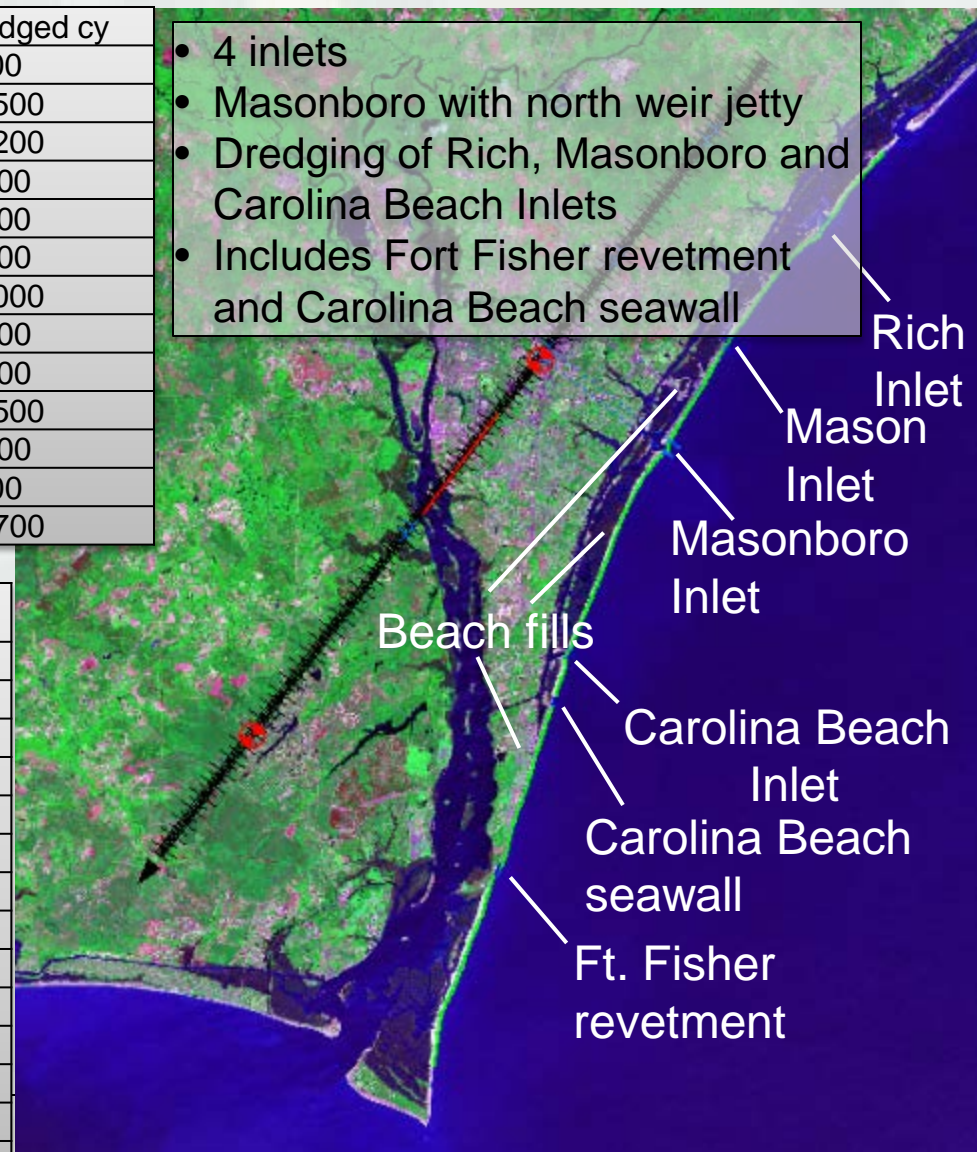 dged cy
00
500
200
00
00
00
000
00
00
500
00
00
700
• 4 inlets
• Masonboro with north weir jetty
• Dredging of Rich, Masonboro and
Carolina Beach Inlets
• Includes Fort Fisher revetment
and Carolina Beach seawall
Rich
Inlet
Mason
Inlet
Masonboro
Inlet
Beach fills
Carolina Beach
Inlet
Carolina Beach
seawall
Ft. Fisher
revetment